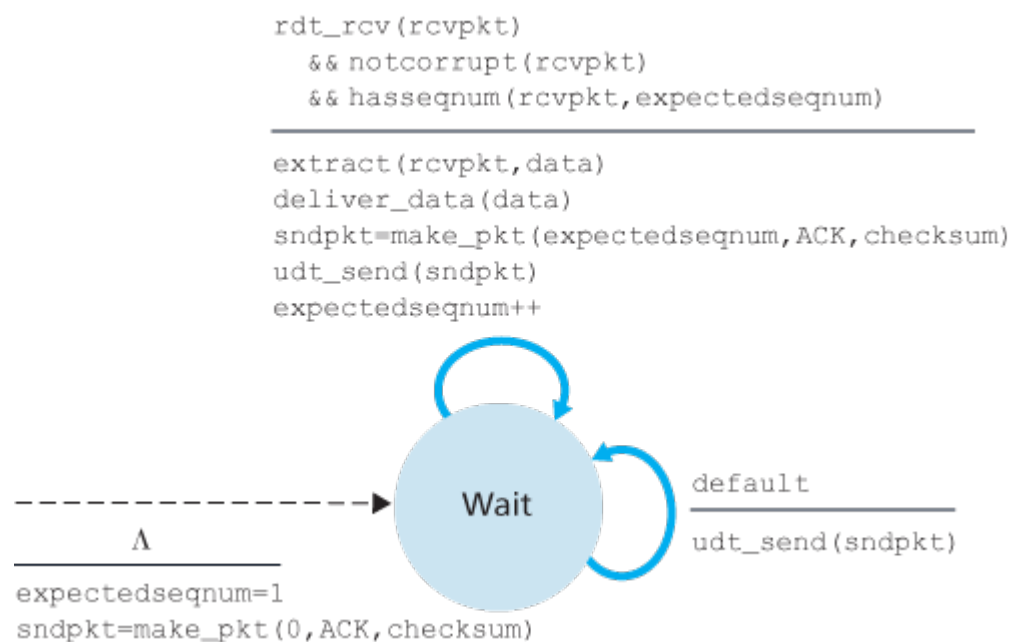 rdt_rcv(rcvpkt)
&& notcorrupt(rcvpkt)
&& hasseqnum(rcvpkt,expectedseqnum)
extract(rcvpkt,data)
deliver_data(data)
sndpkt=make_pkt(expectedseqnum,ACK,checksum)
udt_send(sndpkt)
expectedseqnum++
Wait
default
udt_send(sndpkt)
Λ
expectedseqnum=1
sndpkt=make_pkt(0,ACK,checksum)